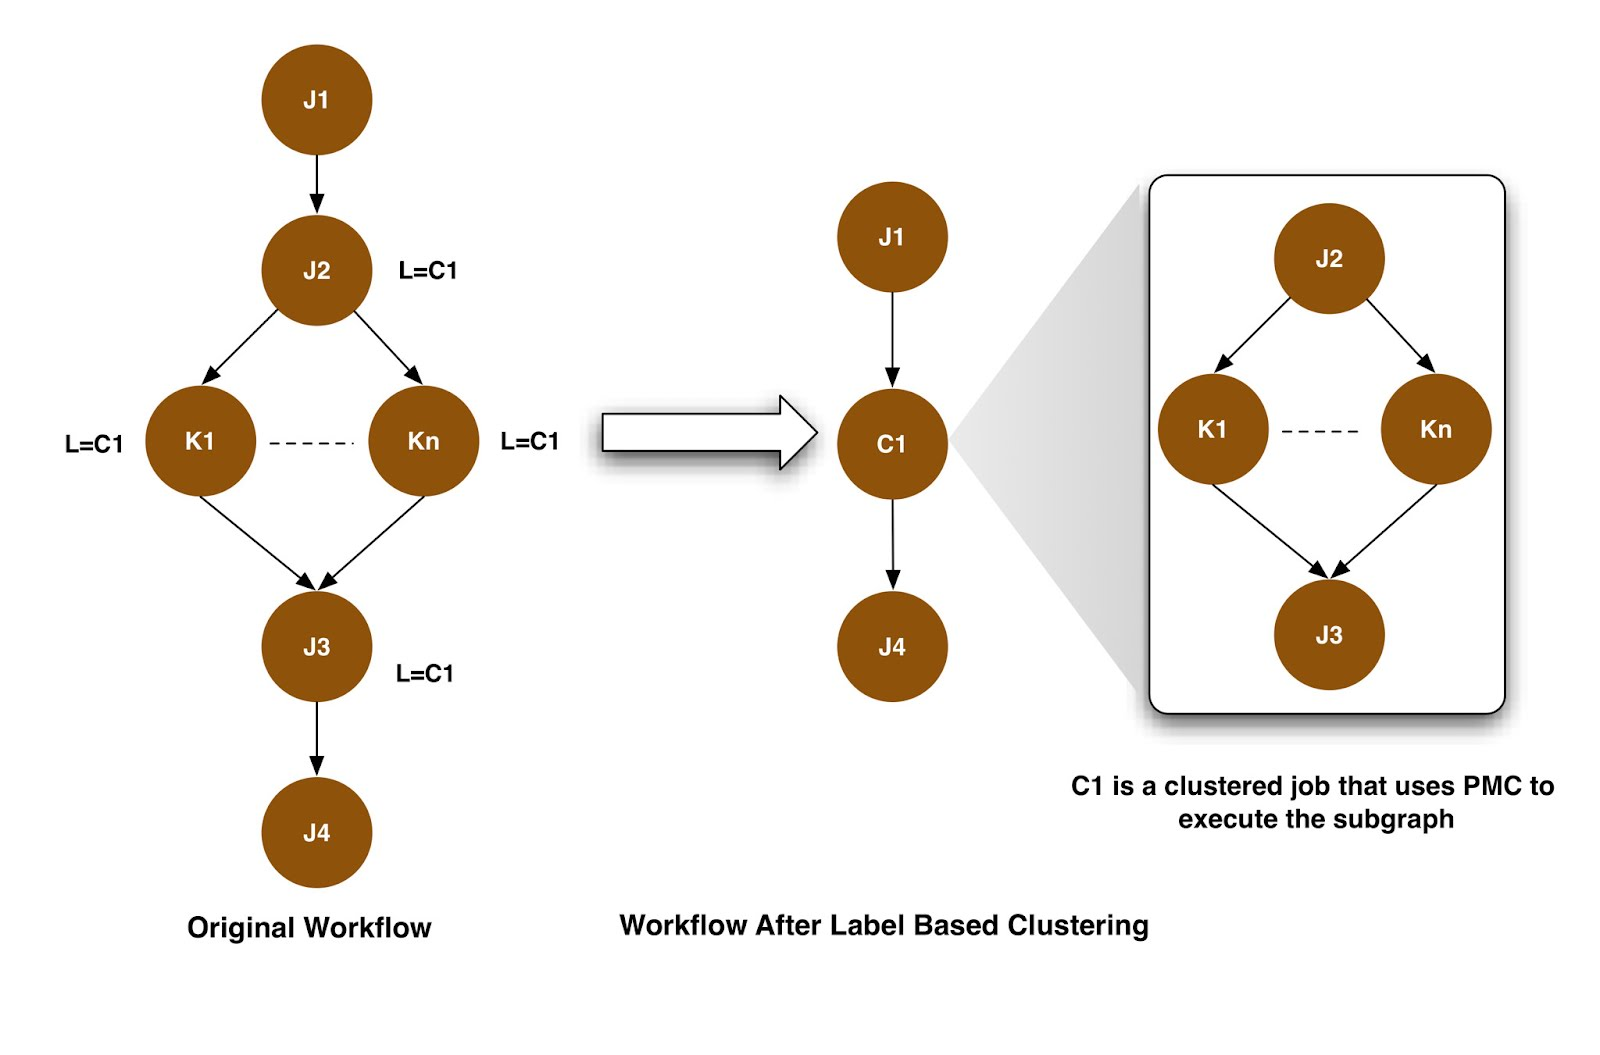 J1
J2
L=C1
L=C1
K1
Kn
L=C1
J3
L=C1
J4
Original Workflow
J1
C1
J4
Workflow After Label Based Clustering
J2
K1
Kn
J3
C1 is a clustered job that uses PMC to
execute the subgraph